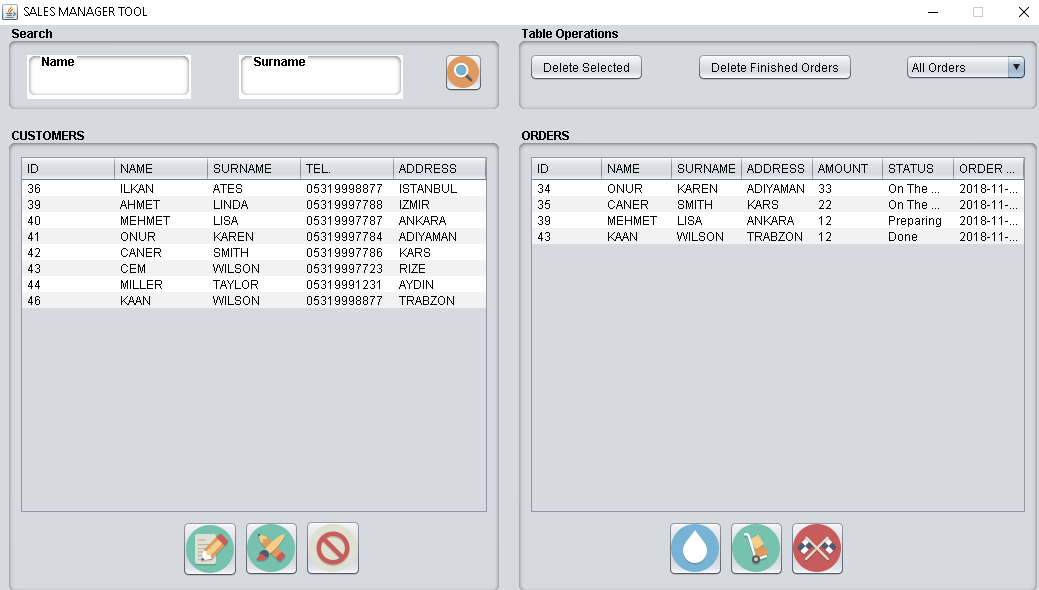 SALES MANAGER TOOL
Search
Name Surname
Table Operations
Delete Selected Delete Finished Orders All Orders
CUSTOMERS
ID NAME SURNAME TEL. ADDRESS
36 ILKAN ATES 05319998877 ISTANBUL
39 AHMET LINDA 05319997788 IZMIR
40 MEHMET LISA 05319997787 ANKARA
41 ONUR KAREN 05319997784 ADIYAMAN
42 CANER SMITH 05319997786 KARS
43 CEM WILSON 05319997723 RIZE
44 MILLER TAYLOR 05319991231 AYDIN
46 KAAN WILSON 05319998877 TRABZON
ORDERS
ID NAME SURNAME ADDRESS AMOUNT STATUS ORDER ...
34 ONUR KAREN ADIYAMAN 33 On The ... 2018-11-...
35 CANER SMITH KARS 22 On The ... 2018-11-...
39 MEHMET LISA ANKARA 12 Preparing 2018-11-...
43 KAAN WILSON TRABZON 12 Done 2018-11-...